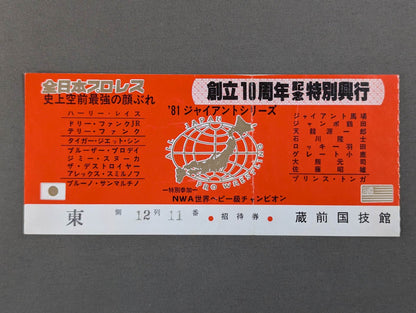 全日本プロレス
史上空前最強の顔ぶれ
創立10周年記念特別興行
'81 ジャイアントシリーズ
ハーリー・レイス
ドリー・ファンクJR
テリー・ファンク
タイガー・ジェット・シン
ブルーザー・ブロディ
ジミー・スヌーカ
ザ・デストロイヤー
アレックス・スミルノフ
ブルーノ・サンマルチノ
ALL JAPAN
PRO WRESTLING
ー特別参加ー
NWA世界ヘビー級チャンピオン
ジャイアント馬場
ジャンボ鶴田
天龍源一郎
石川隆士
ロッキー羽田
グレート小鹿
大熊元司
佐藤昭雄
プリンス・トンガ
東 側 12列 11番 ・招待券・ 蔵前国技館